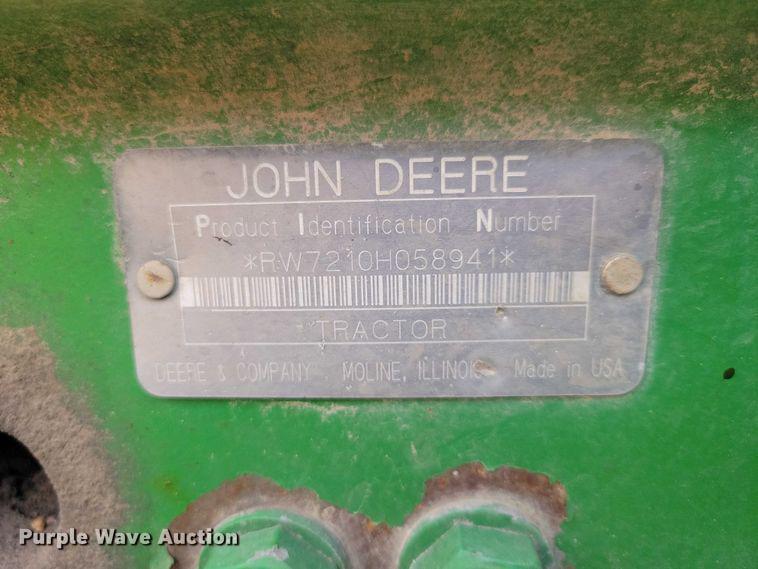 JOHN DEERE
Product Identification Number
*RW7210H058941*
TRACTOR
DEERE & COMPANY MOLINE, ILLINOIS Made in USA
Purple Wave Auction